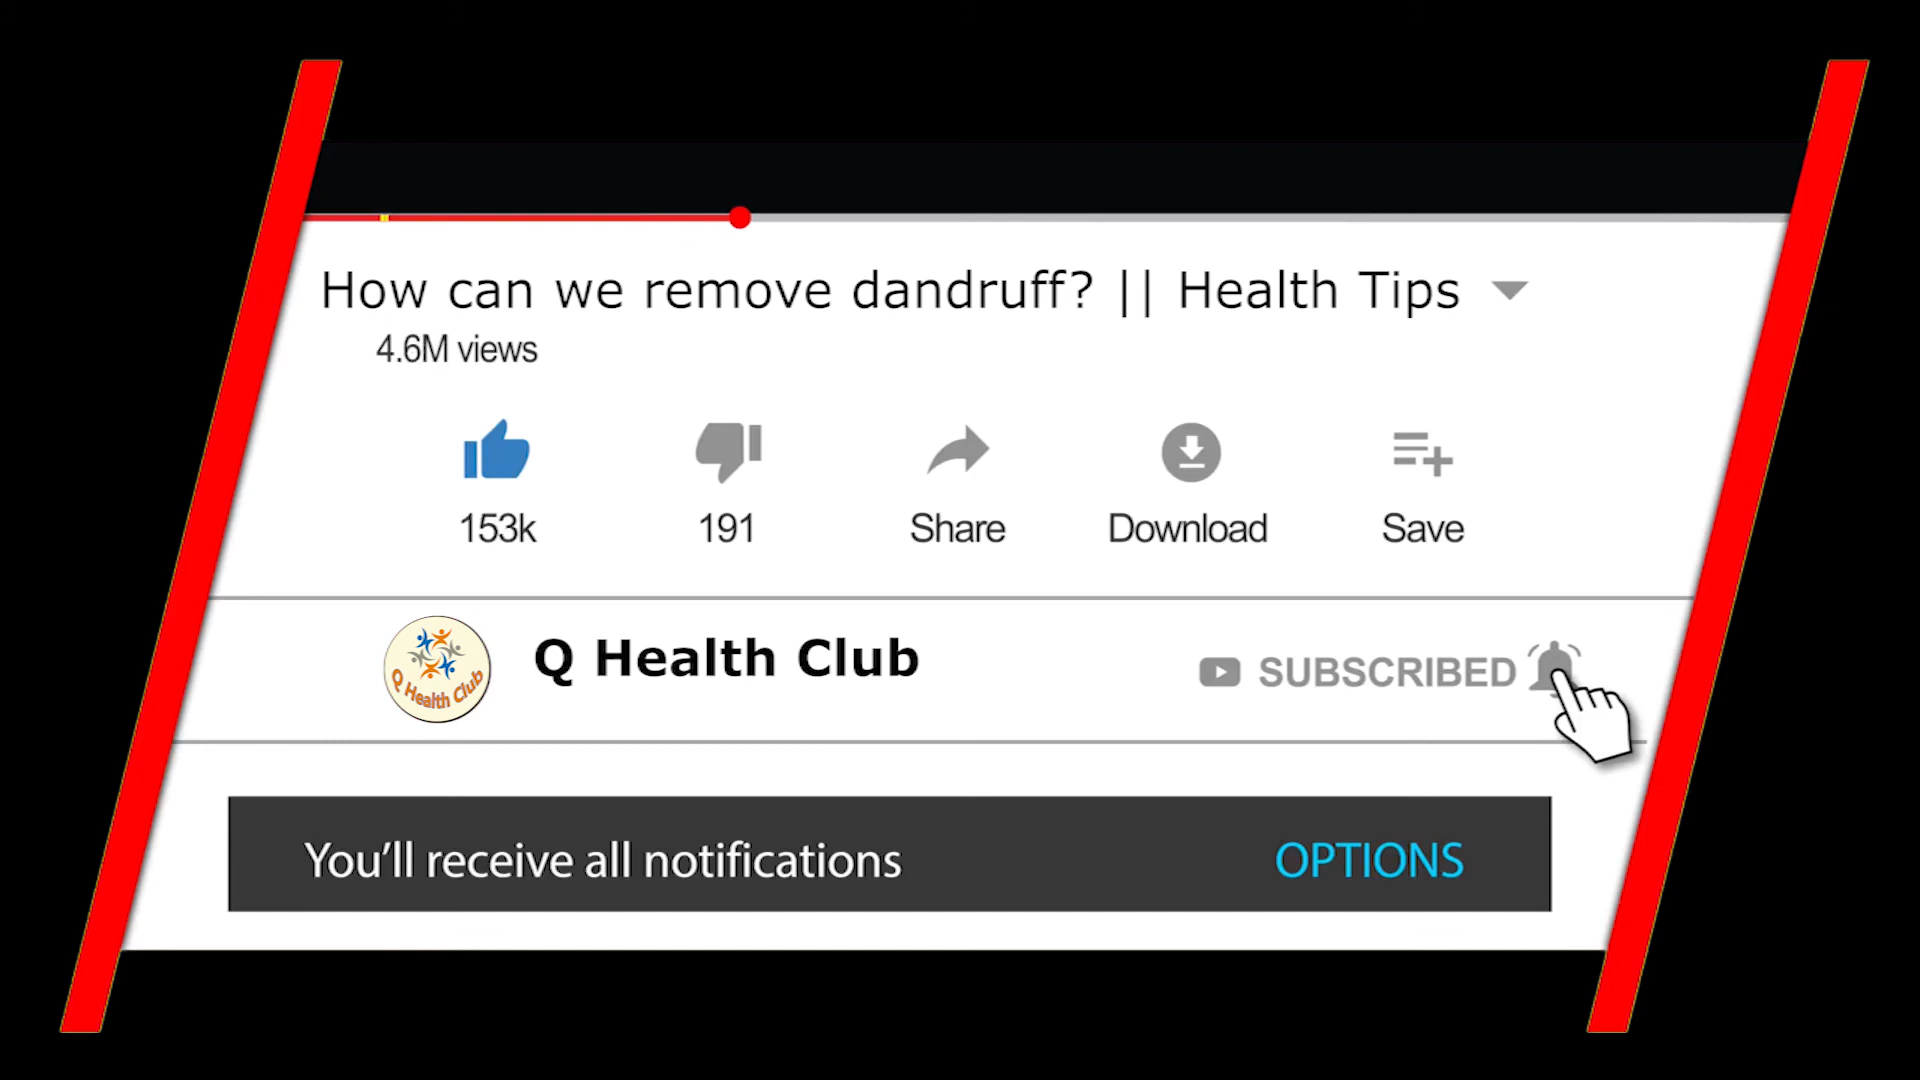 How can we remove dandruff? || Health Tips
4.6M views
153k
191
Share
Download
Save
Q Health Club
Q Health Club
SUBSCRIBED
You’ll receive all notifications
OPTIONS